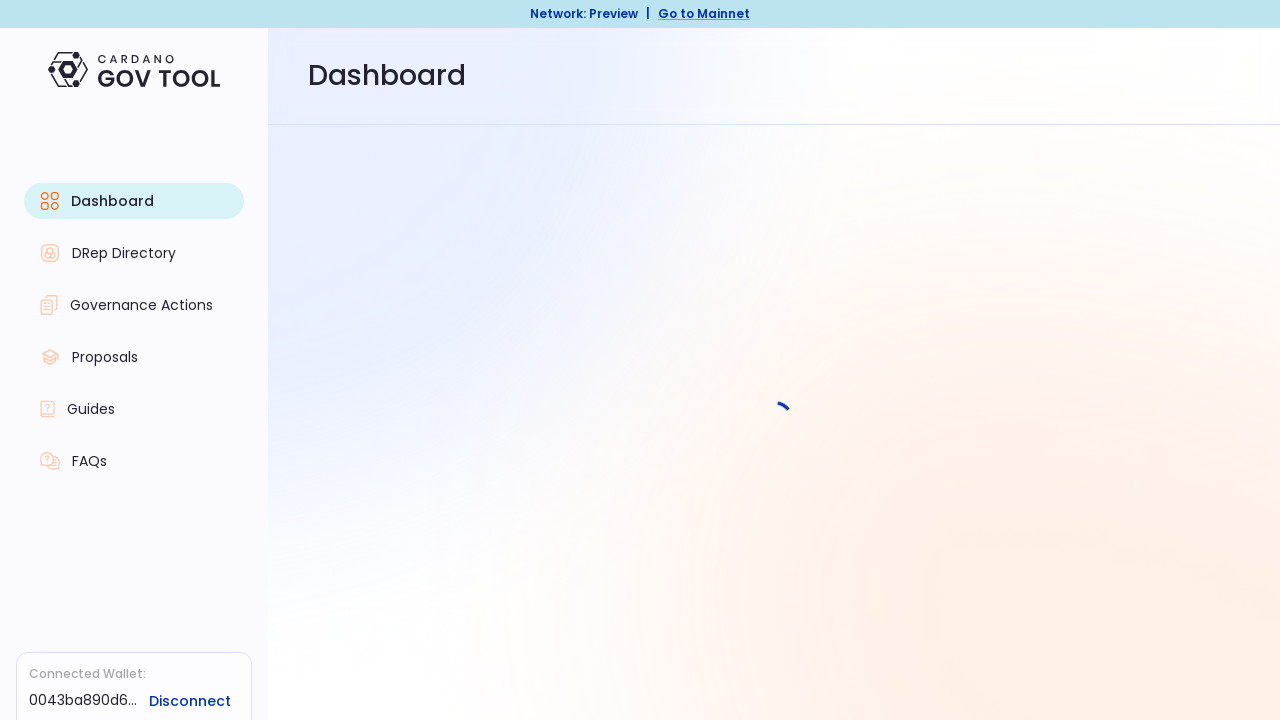 Network: Preview | Go to Mainnet
CARDANO
GOV TOOL
Dashboard
Dashboard
DRep Directory
Governance Actions
Proposals
Guides
FAQs
Connected Wallet:
0043ba890d6... Disconnect